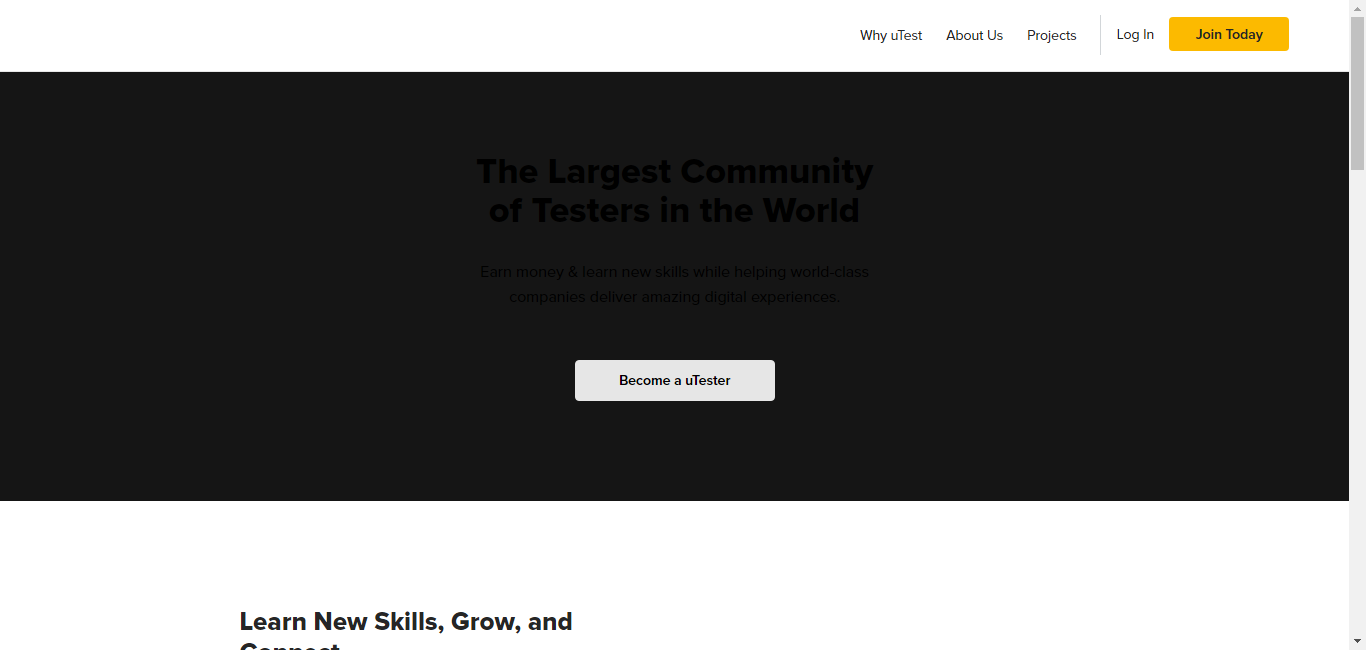 Why uTest About Us Projects Log In Join Today
The Largest Community
of Testers in the World
Earn money & learn new skills while helping world-class
companies deliver amazing digital experiences.
Become a uTester
Learn New Skills, Grow, and
Connect